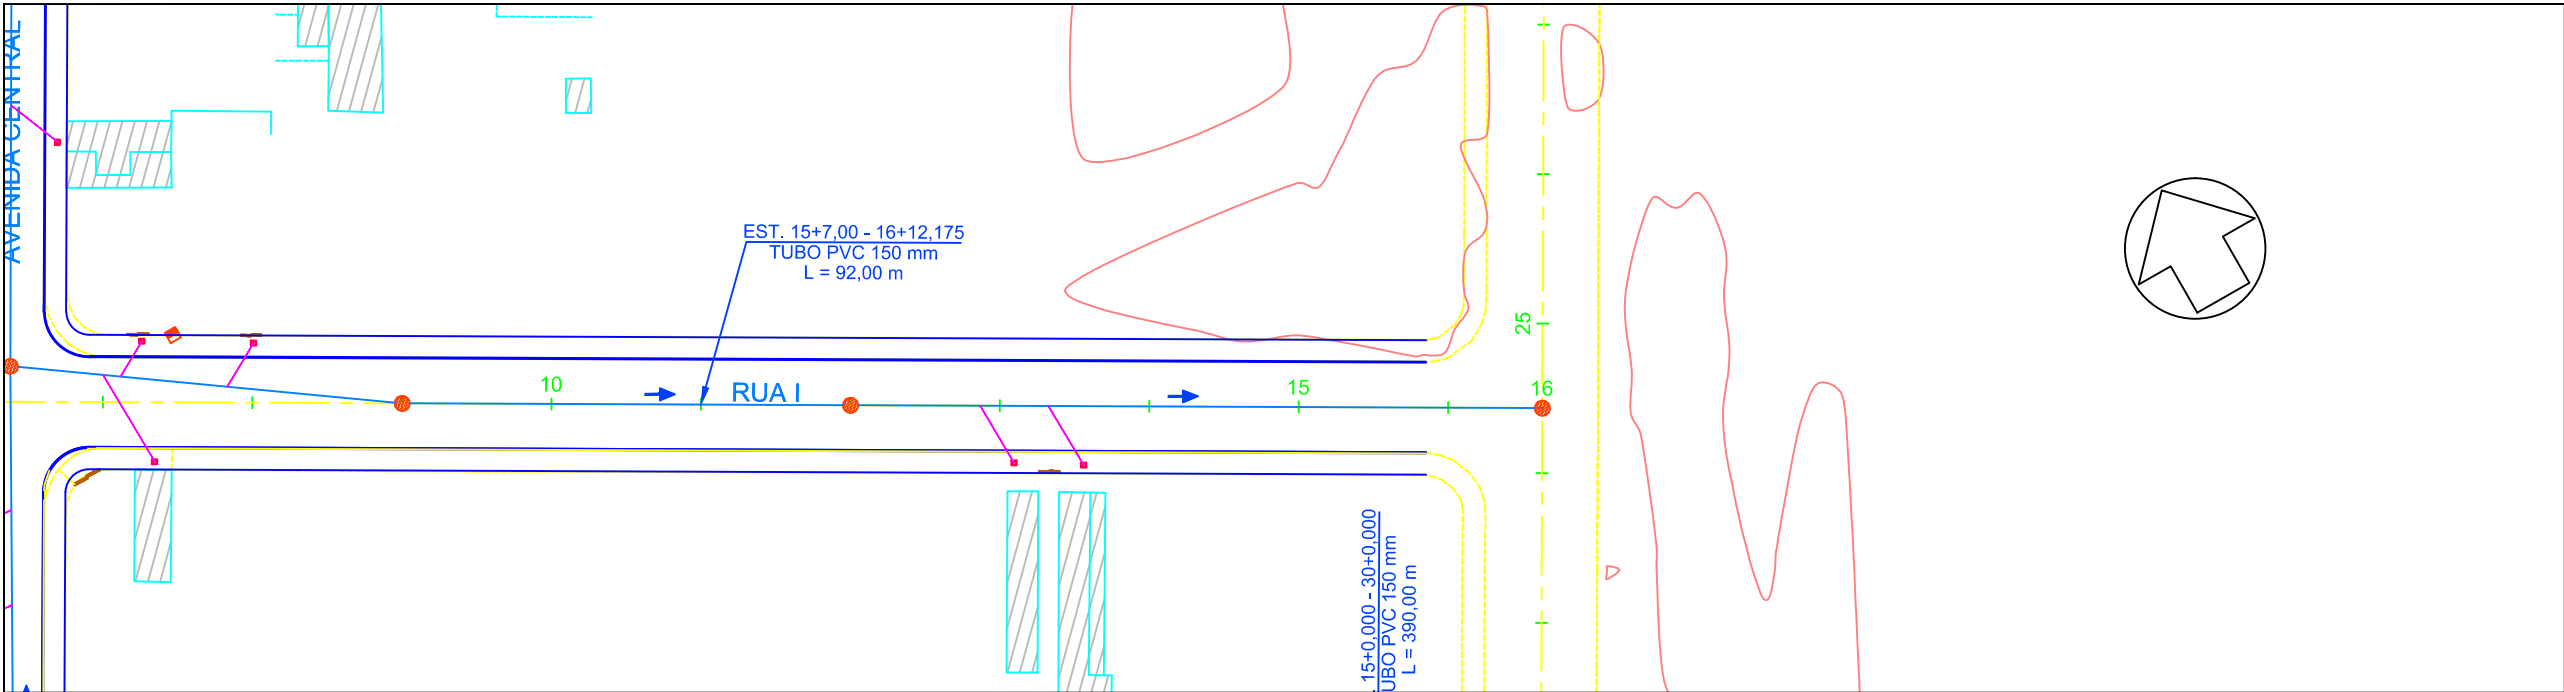 AVENIDA CENTRAL
EST. 15+7,00 - 16+12,175
TUBO PVC 150 mm
L = 92,00 m
10
RUA I
15
16
25
15+0,000 - 30+0,000
PVC 150 mm
L = 390,00 m